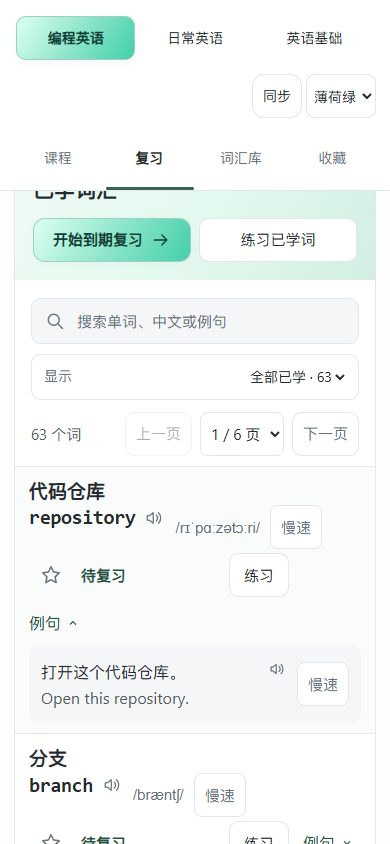 编程英语 日常英语 英语基础
同步 薄荷绿
课程 复习 词汇库 收藏
已学词汇
开始到期复习 → 练习已学词
搜索单词、中文或例句
显示 全部已学 · 63
63 个词 上一页 1 / 6 页 下一页
代码仓库
repository /rɪˈpɑːzətɔːri/ 慢速
待复习 练习
例句
打开这个代码仓库。 慢速
Open this repository.
分支
branch /bræntʃ/ 慢速
待复习 练习 例句